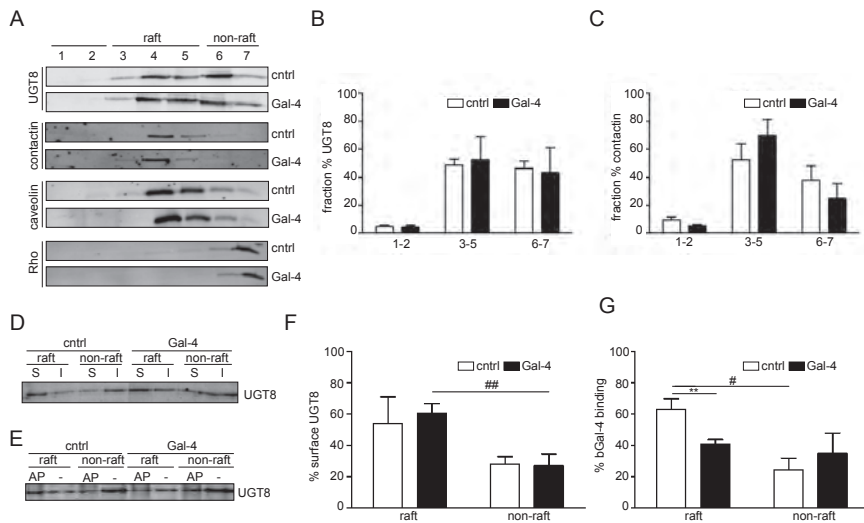 A
raft non-raft
1 2 3 4 5 6 7
UGT8
cntrl
Gal-4
contactin
cntrl
Gal-4
caveolin
cntrl
Gal-4
Rho
cntrl
Gal-4
B
cntrl Gal-4
fraction % UGT8
100
80
60
40
20
0
1-2 3-5 6-7
C
cntrl Gal-4
fraction % contactin
100
80
60
40
20
0
1-2 3-5 6-7
D
cntrl Gal-4
raft non-raft raft non-raft
S I S I S I S I
UGT8
E
cntrl Gal-4
raft non-raft raft non-raft
AP - AP - AP - AP -
UGT8
F
cntrl Gal-4
##
% surface UGT8
100
80
60
40
20
0
raft non-raft
G
cntrl Gal-4
#
**
% bGal-4 binding
100
80
60
40
20
0
raft non-raft